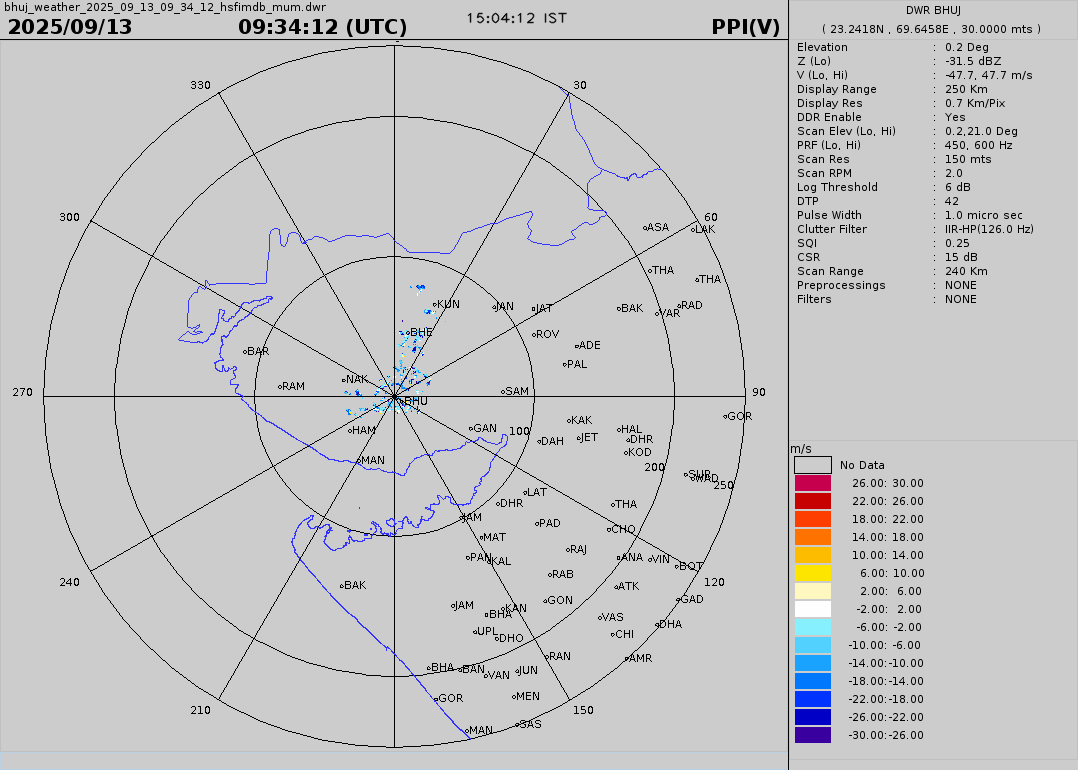 bhuj_weather_2025_09_13_09_34_12_hsfimdb_mum.dwr
2025/09/13 09:34:12 (UTC) 15:04:12 IST PPI(V)
DWR BHUJ
( 23.2418N , 69.6458E , 30.0000 mts )
Elevation : 0.2 Deg
Z (Lo) : -31.5 dBZ
V (Lo, Hi) : -47.7, 47.7 m/s
Display Range : 250 Km
Display Res : 0.7 Km/Pix
DDR Enable : Yes
Scan Elev (Lo, Hi) : 0.2,21.0 Deg
PRF (Lo, Hi) : 450, 600 Hz
Scan Res : 150 mts
Scan RPM : 2.0
Log Threshold : 6 dB
DTP : 42
Pulse Width : 1.0 micro sec
Clutter Filter : IIR-HP(126.0 Hz)
SQI : 0.25
CSR : 15 dB
Scan Range : 240 Km
Preprocessings : NONE
Filters : NONE
m/s
No Data
26.00: 30.00
22.00: 26.00
18.00: 22.00
14.00: 18.00
10.00: 14.00
6.00: 10.00
2.00: 6.00
-2.00: 2.00
-6.00: -2.00
-10.00: -6.00
-14.00:-10.00
-18.00:-14.00
-22.00:-18.00
-26.00:-22.00
-30.00:-26.00
330 30
300 60
ASA LAK
THA THA
KUN JAN JAT BAK VAR RAD
BHE ROV ADE
BAR PAL
NAK RAM SAM
270 90
BHU GOR
HAM GAN 100 KAK HAL
DAH JET DHR
KOD
MAN 200
SUR WAD 250
LAT DHR THA
JAM PAD CHO
MAT RAJ
PAN KAL ANA VIN BOT
240 RAB 120
BAK ATK
JAM KAN BHA GON GAD
VAS
UPL DHO CHI DHA
RAN AMR
BHA BAN VAN JUN
GOR MEN
210 150
MAN SAS